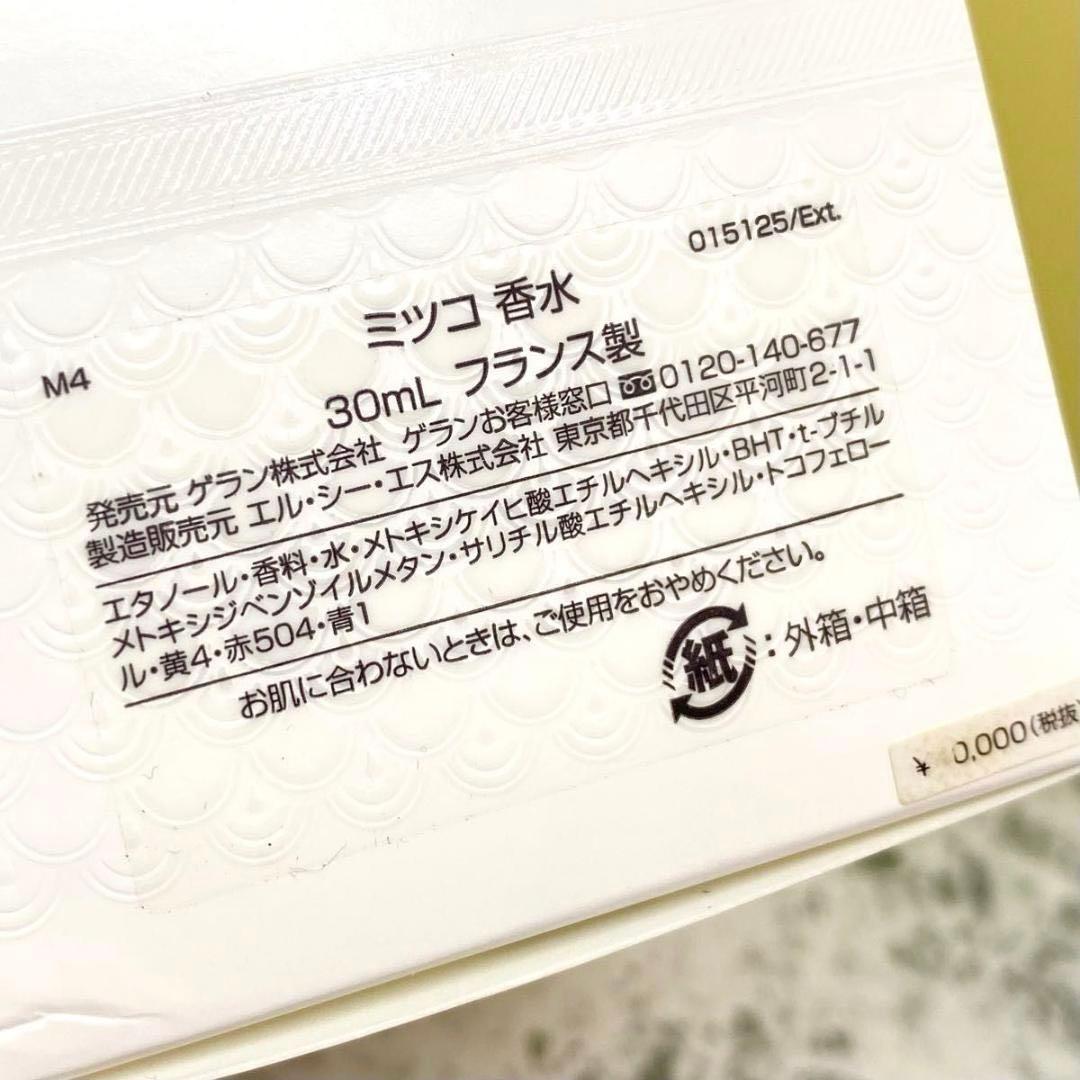 015125/Ext.
M4
ミツコ 香水
30mL フランス製
発売元 ゲラン株式会社 ゲランお客様窓口 0120-140-677
製造販売元 エル・シー・エス株式会社 東京都千代田区平河町2-1-1
エタノール・香料・水・メトキシケイヒ酸エチルヘキシル・BHT・t-ブチル
メトキシジベンゾイルメタン・サリチル酸エチルヘキシル・トコフェロー
ル・黄4・赤504・青1
お肌に合わないときは、ご使用をおやめください。
紙：外箱・中箱
¥ 0,000(税抜